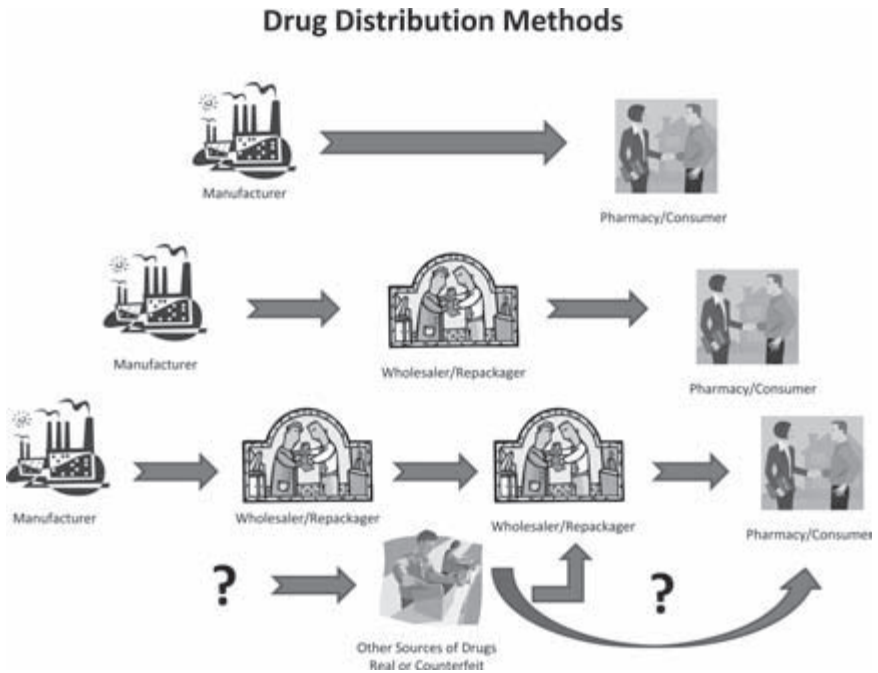 Drug Distribution Methods
Manufacturer
Pharmacy/Consumer
Manufacturer
Wholesaler/Repackager
Pharmacy/Consumer
Manufacturer
Wholesaler/Repackager
Wholesaler/Repackager
Pharmacy/Consumer
?
?
Other Sources of Drugs
Real or Counterfeit